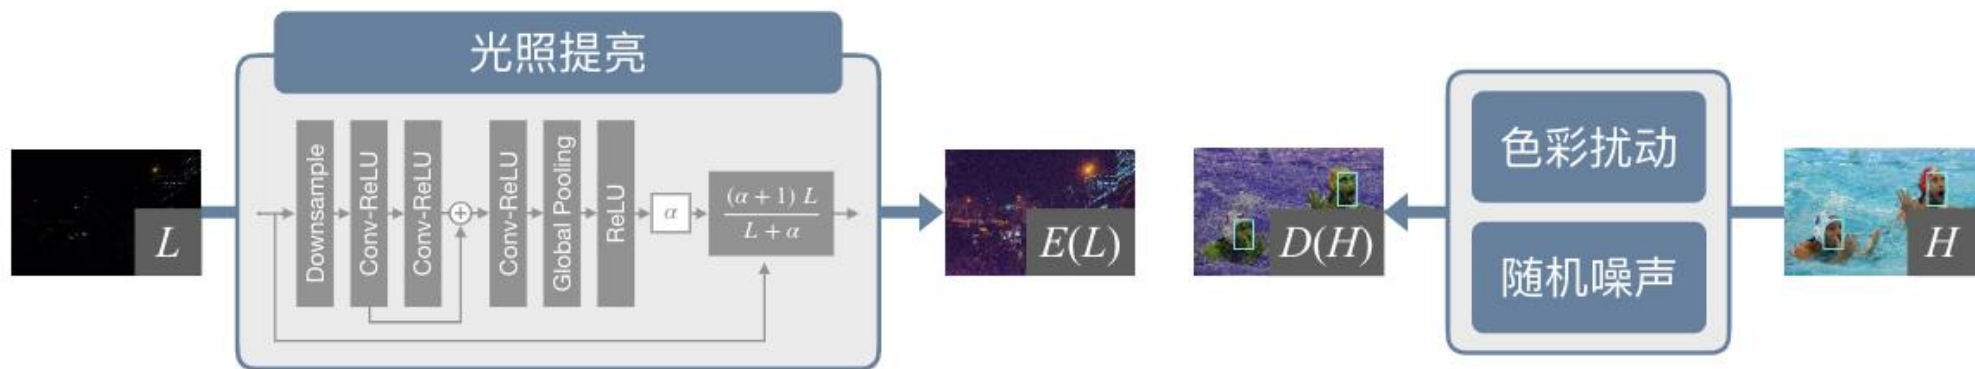 光照提亮
L
Downsample
Conv-ReLU
Conv-ReLU
+
Conv-ReLU
Global Pooling
ReLU
α
(α + 1) L
L + α
E(L)
D(H)
色彩扰动
随机噪声
H